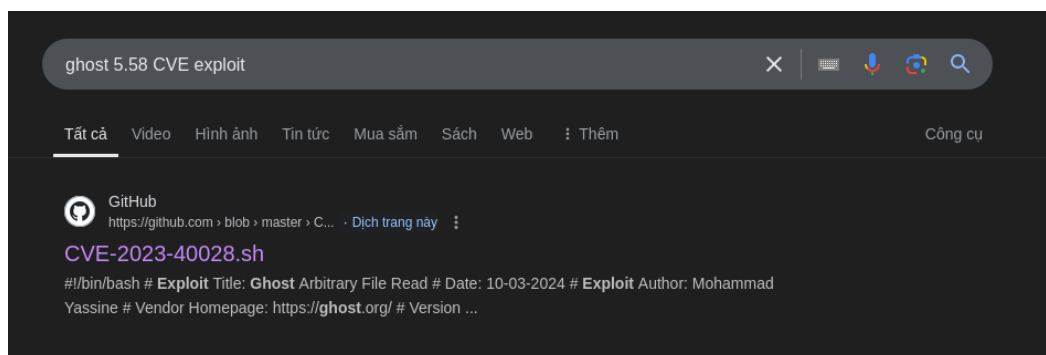 ghost 5.58 CVE exploit
Tất cả Video Hình ảnh Tin tức Mua sắm Sách Web Thêm Công cụ
GitHub
https://github.com › blob › master › C... · Dịch trang này
CVE-2023-40028.sh
#!/bin/bash # Exploit Title: Ghost Arbitrary File Read # Date: 10-03-2024 # Exploit Author: Mohammad
Yassine # Vendor Homepage: https://ghost.org/ # Version ...